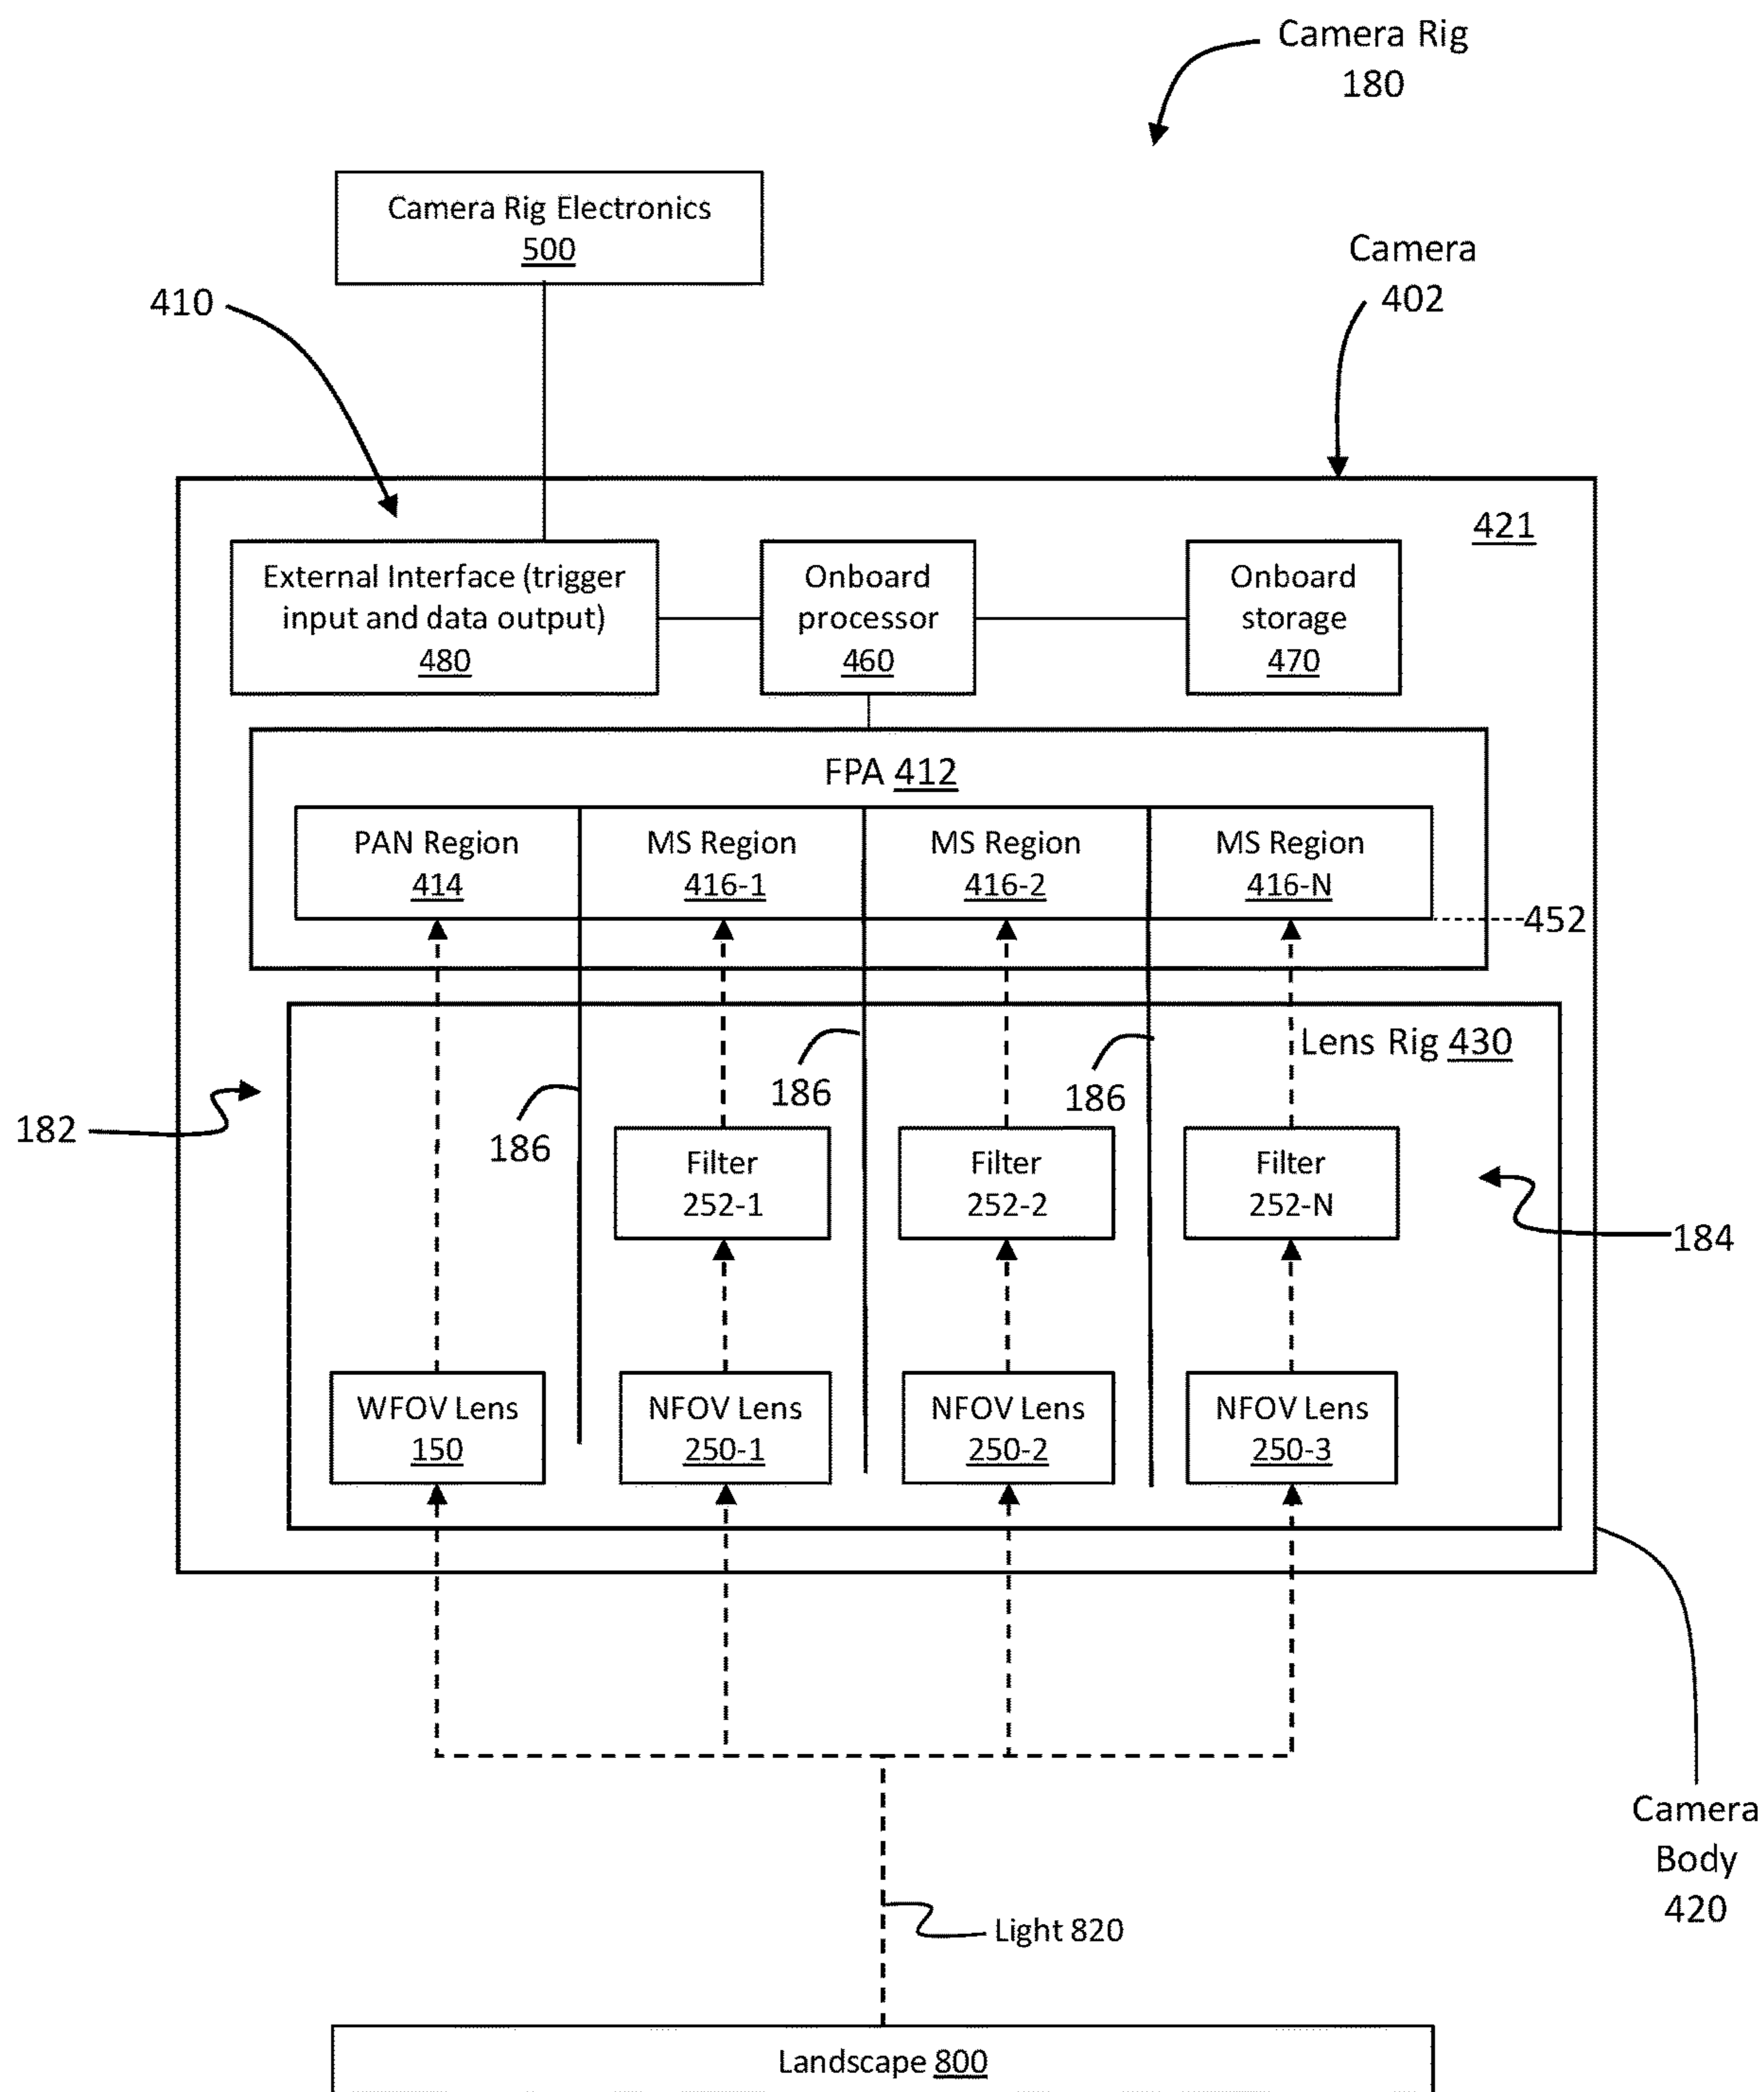 Camera Rig
180
Camera Rig Electronics
500
Camera
402
410
421
External Interface (trigger
input and data output)
480
Onboard
processor
460
Onboard
storage
470
FPA 412
PAN Region
414
MS Region
416-1
MS Region
416-2
MS Region
416-N
452
Lens Rig 430
186
186
186
182
Filter
252-1
Filter
252-2
Filter
252-N
184
WFOV Lens
150
NFOV Lens
250-1
NFOV Lens
250-2
NFOV Lens
250-3
Camera
Body
420
Light 820
Landscape 800